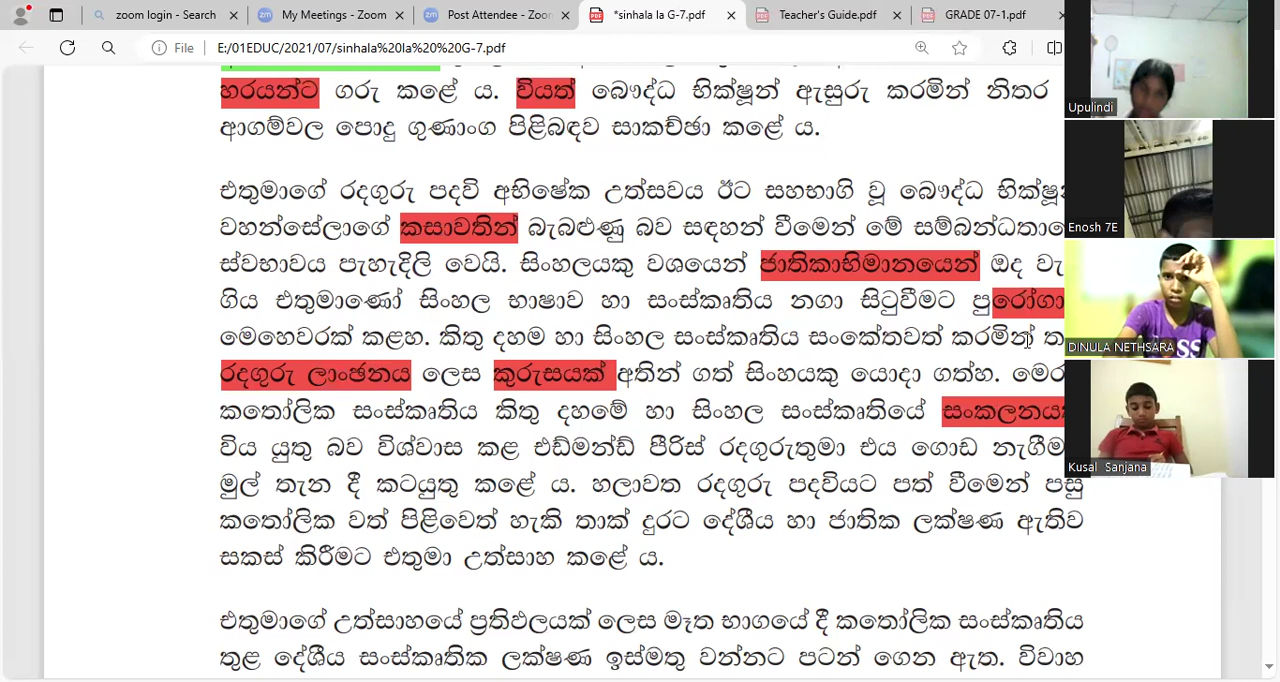 zoom login - Search
My Meetings - Zoom
Post Attendee - Zoo
*sinhala la G-7.pdf
Teacher's Guide.pdf
GRADE 07-1.pdf
File
E:/01EDUC/2021/07/sinhala%20la%20%20G-7.pdf
හරයන්ට ගරු කළේ ය. වියත් බෞද්ධ භික්ෂූන් ඇසුරු කරමින් නිතර
ආගම්වල පොදු ගුණාංග පිළිබඳව සාකච්ඡා කළේ ය.
එතුමාගේ රදගුරු පදවි අභිෂේක උත්සවය ඊට සහභාගි වූ බෞද්ධ
වහන්සේලාගේ කසාවතින් බැබළුණු බව සඳහන් වීමෙන් මේ
ස්වභාවය පැහැදිලි වෙයි. සිංහලයකු වශයෙන් ජාතිකාභිමානයෙන් ඔද
ගිය එතුමාණෝ සිංහල භාෂාව හා සංස්කෘතිය නගා සිටුවීමට
මෙහෙවරක් කළහ. කිතු දහම හා සිංහල සංස්කෘතිය සංකේතවත් කරමින්
රදගුරු ලාංඡනය ලෙස කුරුසයක් අතින් ගත් සිංහයකු යොදා ගත්හ.
කතෝලික සංස්කෘතිය කිතු දහමේ හා සිංහල සංස්කෘතියේ
විය යුතු බව විශ්වාස කළ එඩ්මන්ඩ් පීරිස් රදගුරුතුමා එය ගොඩ
මුල් තැන දී කටයුතු කළේ ය. හලාවත රදගුරු පදවියට පත් වීමෙන් පසු
කතෝලික වත් පිළිවෙත් හැකි තාක් දුරට දේශීය හා ජාතික ලක්ෂණ ඇතිව
සකස් කිරීමට එතුමා උත්සාහ කළේ ය.
එතුමාගේ උත්සාහයේ ප්‍රතිඵලයක් ලෙස මෑත භාගයේ දී කතෝලික සංස්කෘතිය
තුළ දේශීය සංස්කෘතික ලක්ෂණ ඉස්මතු වන්නට පටන් ගෙන ඇත. විවාහ
Upulindi
Enosh 7E
DINULA NETHSARA
Kusal Sanjana